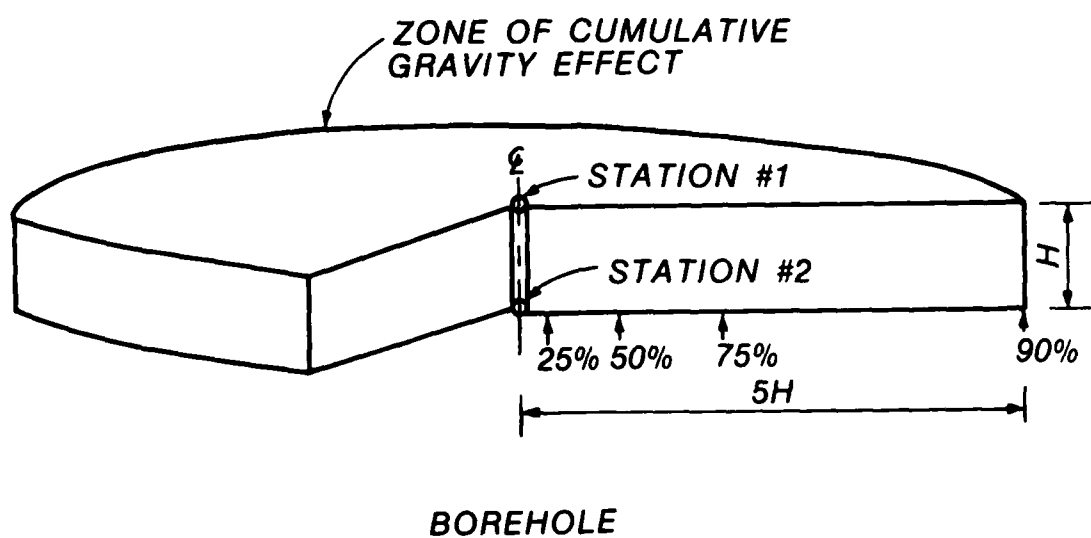 ZONE OF CUMULATIVE
GRAVITY EFFECT
℄
STATION #1
STATION #2
H
25% 50% 75% 90%
5H
BOREHOLE